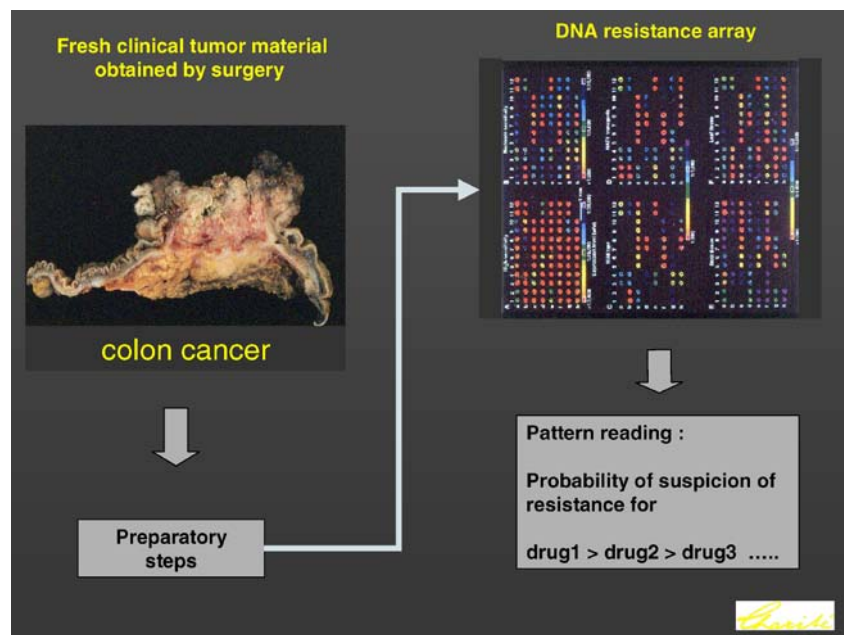 Fresh clinical tumor material
obtained by surgery
colon cancer
Preparatory
steps
DNA resistance array
Pattern reading :
Probability of suspicion of
resistance for
drug1 > drug2 > drug3 .....
Charité